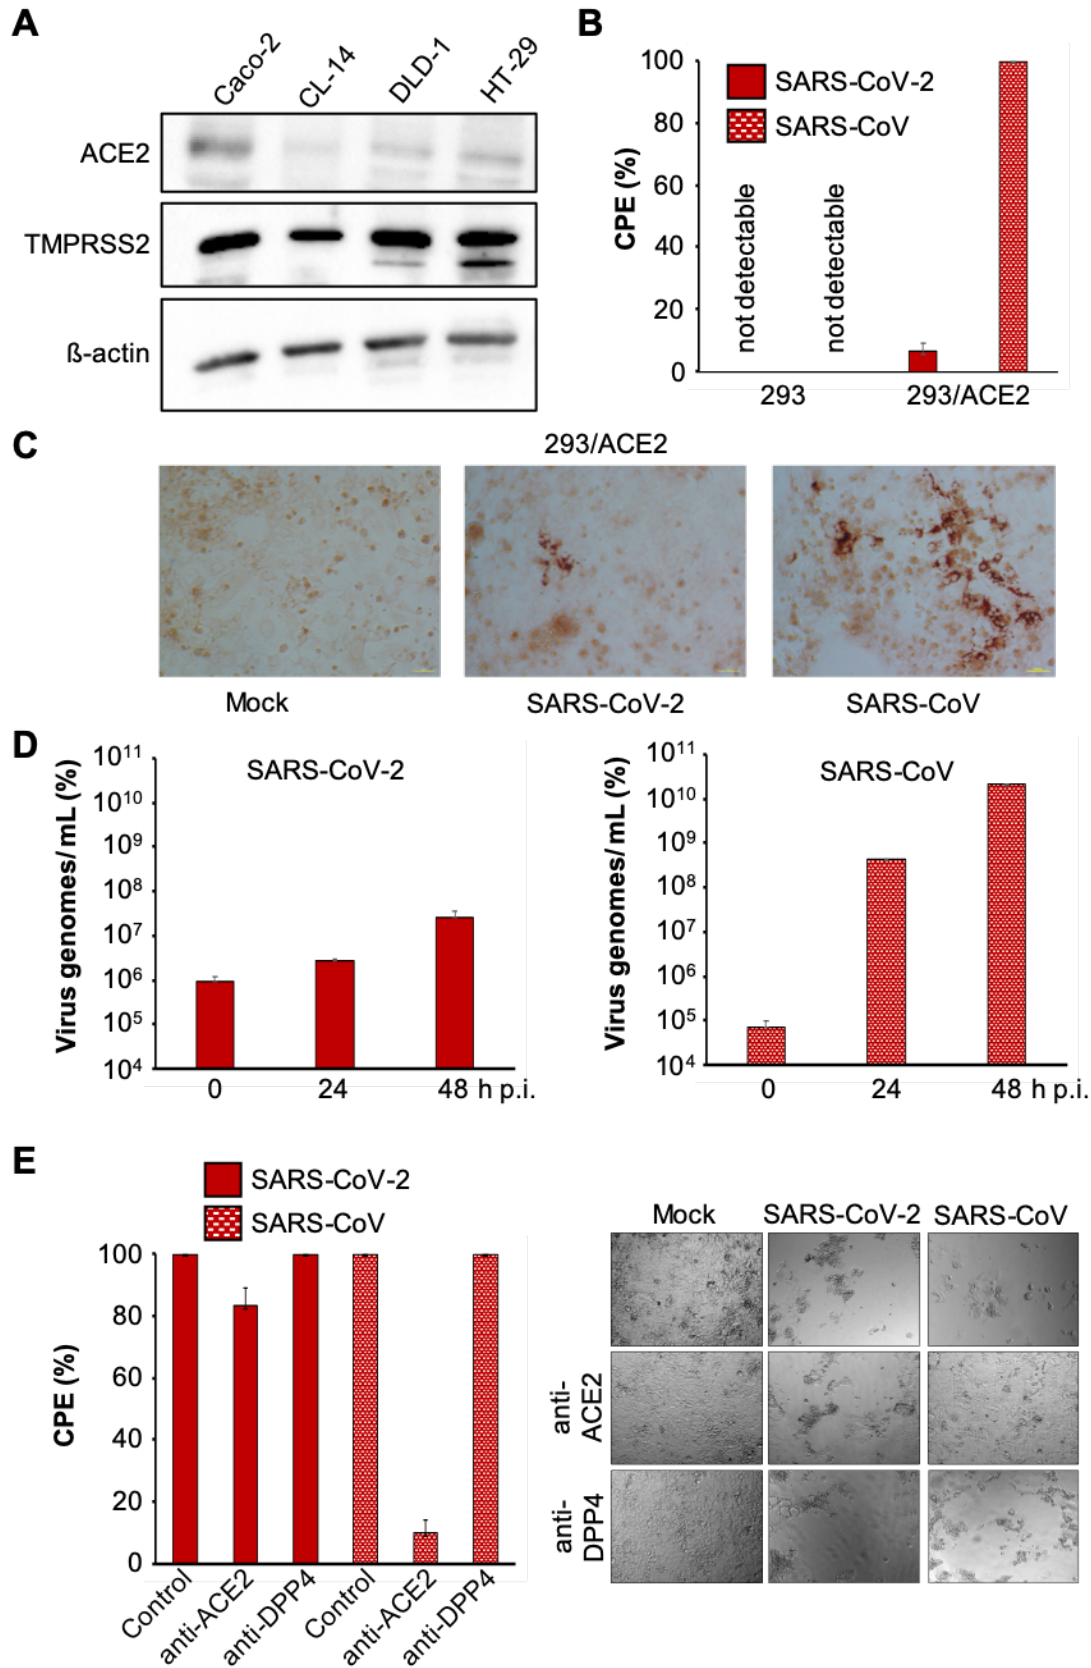 A
Caco-2
CL-14
DLD-1
HT-29
ACE2
TMPRSS2
ß-actin
B
SARS-CoV-2
SARS-CoV
CPE (%)
100
80
60
40
20
0
not detectable
not detectable
293
293/ACE2
C
293/ACE2
Mock
SARS-CoV-2
SARS-CoV
D
SARS-CoV-2
Virus genomes/mL (%)
10¹¹
10¹⁰
10⁹
10⁸
10⁷
10⁶
10⁵
10⁴
0 24 48 h p.i.
SARS-CoV
Virus genomes/mL (%)
10¹¹
10¹⁰
10⁹
10⁸
10⁷
10⁶
10⁵
10⁴
0 24 48 h p.i.
E
SARS-CoV-2
SARS-CoV
CPE (%)
100
80
60
40
20
0
Control
anti-ACE2
anti-DPP4
Control
anti-ACE2
anti-DPP4
Mock SARS-CoV-2 SARS-CoV
anti-
ACE2
anti-
DPP4